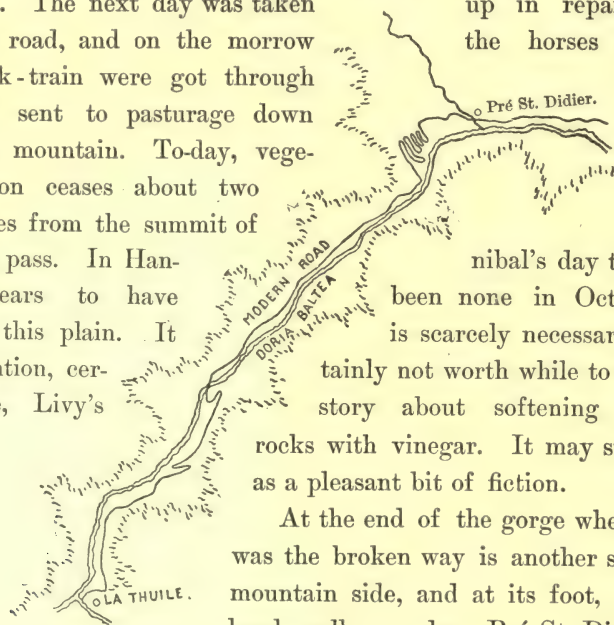 . The next day was taken up in repai
road, and on the morrow the horses
k-train were got through
sent to pasturage down
mountain. To-day, vege-
on ceases about two
es from the summit of
pass. In Han- nibal's day t
ears to have been none in Oct
this plain. It is scarcely necessar
tion, cer- tainly not worth while to
, Livy's story about softening
rocks with vinegar. It may s
as a pleasant bit of fiction.
At the end of the gorge whe
was the broken way is another s
mountain side, and at its foot,
Pré St. Didier.
MODERN ROAD
DORIA BALTEA
LA THUILE.